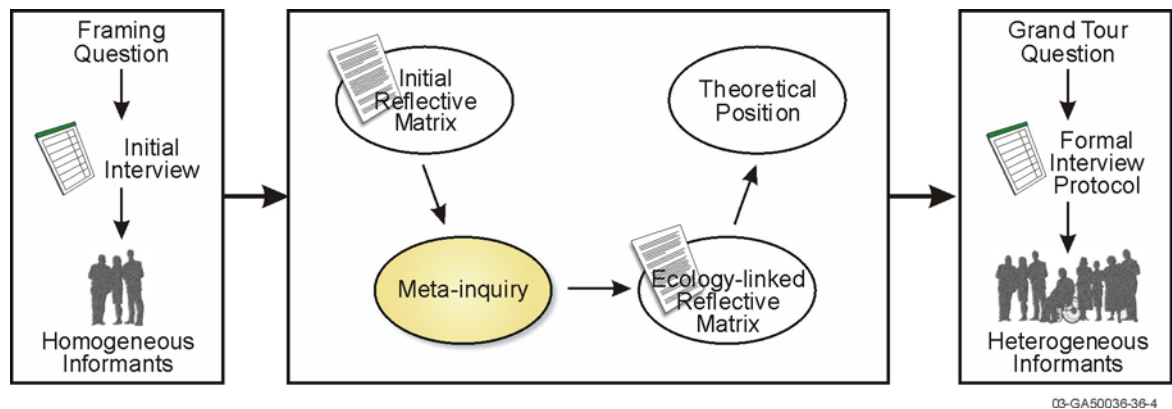 Framing
Question
Initial
Interview
Homogeneous
Informants
Initial
Reflective
Matrix
Meta-inquiry
Ecology-linked
Reflective
Matrix
Theoretical
Position
Grand Tour
Question
Formal
Interview
Protocol
Heterogeneous
Informants
03-GA50036-36-4